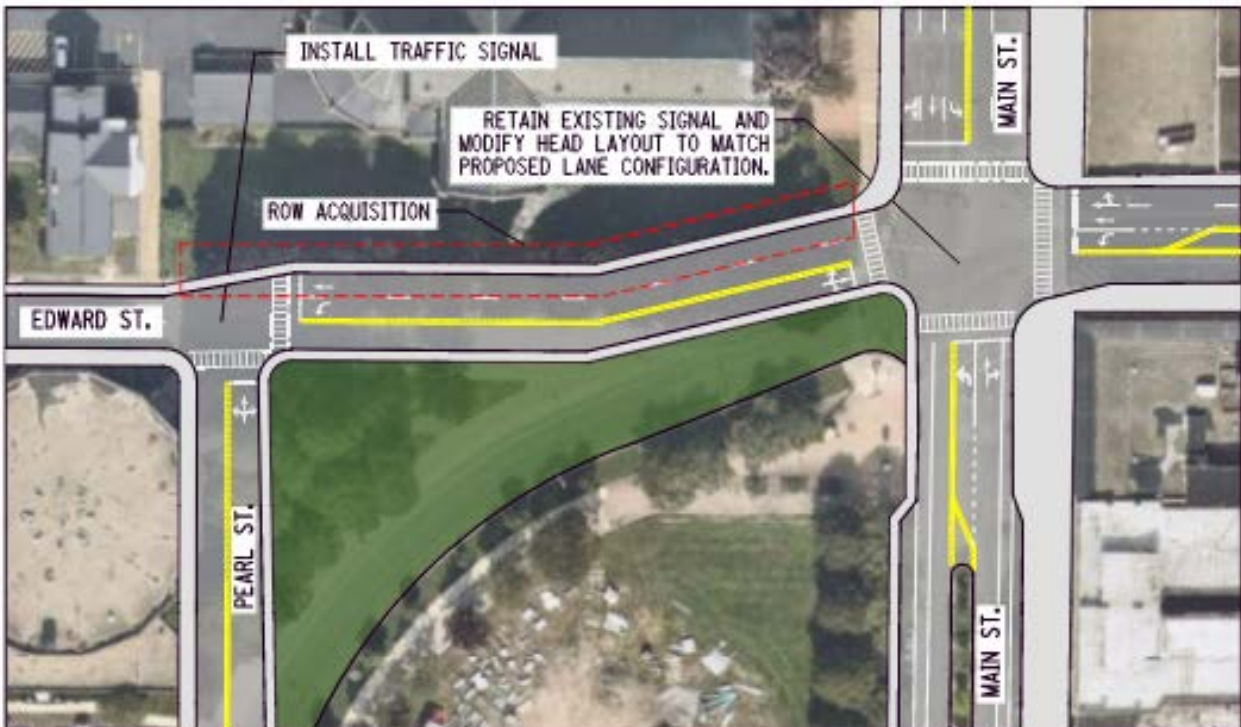 INSTALL TRAFFIC SIGNAL
MAIN ST.
RETAIN EXISTING SIGNAL AND
MODIFY HEAD LAYOUT TO MATCH
PROPOSED LANE CONFIGURATION.
ROW ACQUISITION
EDWARD ST.
PEARL ST.
MAIN ST.